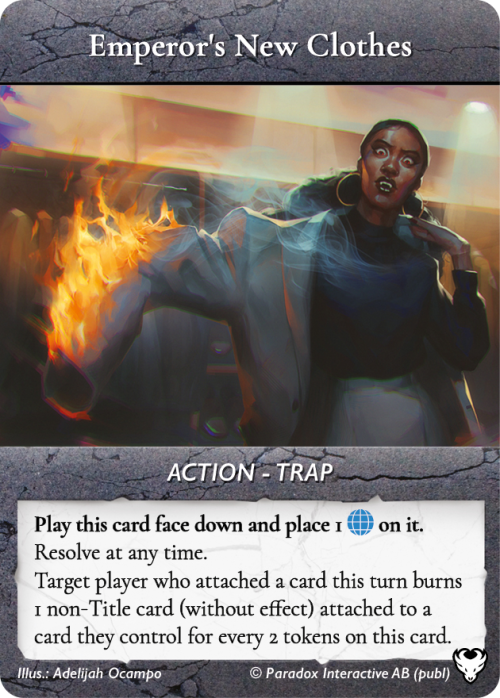 Emperor's New Clothes
ACTION - TRAP
Play this card face down and place 1 on it.
Resolve at any time.
Target player who attached a card this turn burns
1 non-Title card (without effect) attached to a
card they control for every 2 tokens on this card.
Illus.: Adelijah Ocampo
© Paradox Interactive AB (publ)